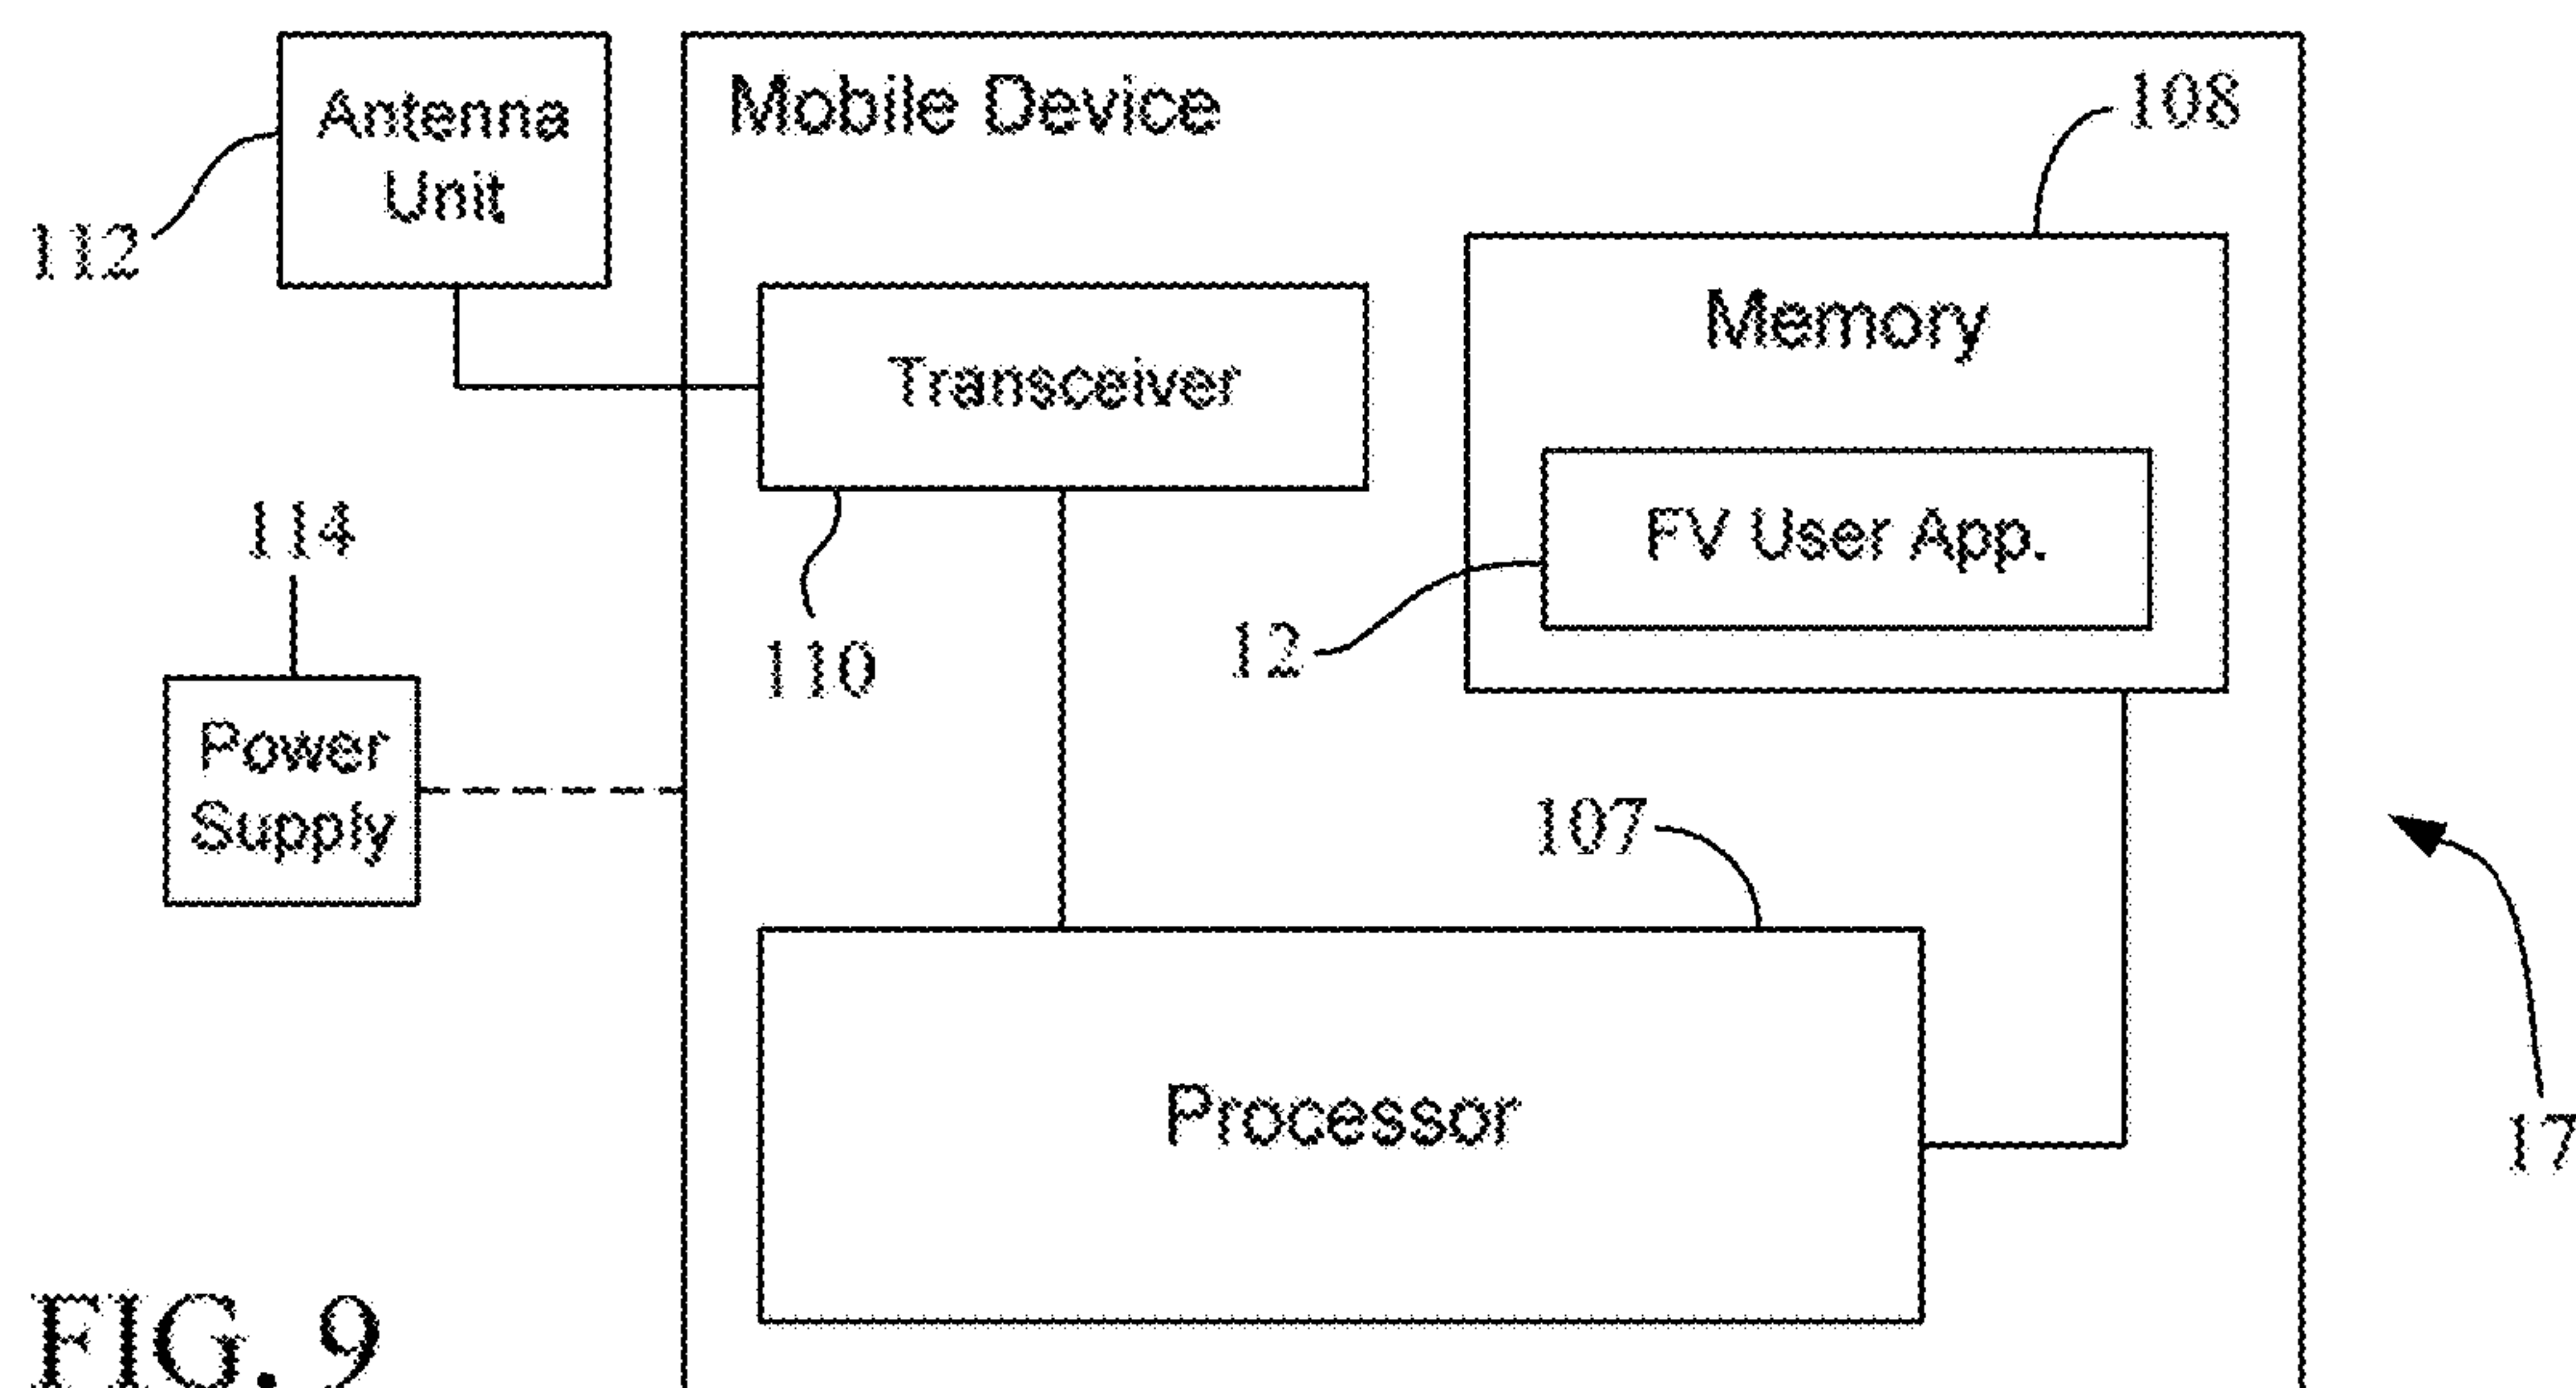 Antenna
Unit
112
Mobile Device
108
Transceiver
110
Memory
FV User App.
12
114
Power
Supply
107
Processor
17
FIG. 9